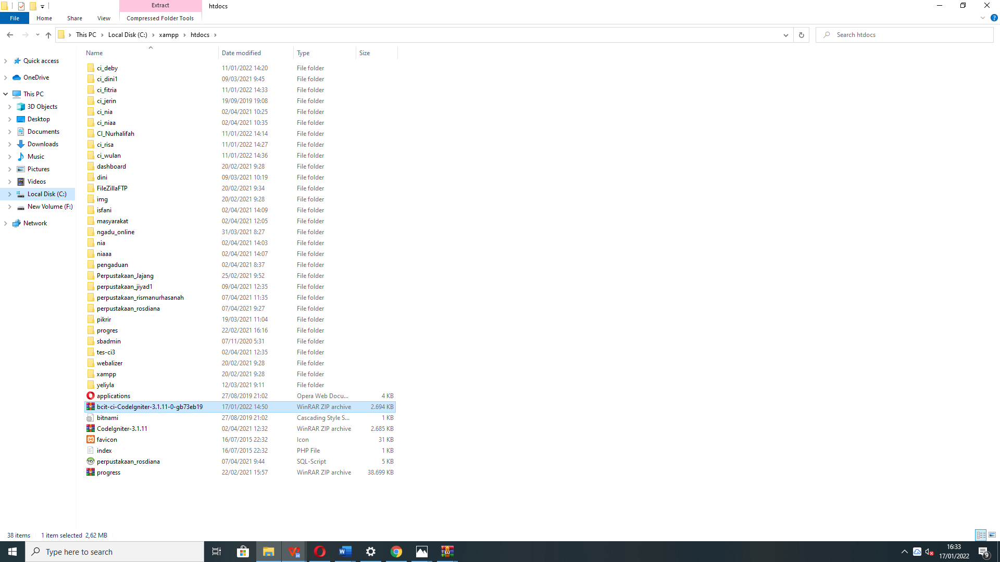 Extract
htdocs
File
Home
Share
View
Compressed Folder Tools
This PC
Local Disk (C:)
xampp
htdocs
Search htdocs
Name
Date modified
Type
Size
Quick access
OneDrive
This PC
3D Objects
Desktop
Documents
Downloads
Music
Pictures
Videos
Local Disk (C:)
New Volume (F:)
Network
ci_deby 11/01/2022 14:20 File folder
ci_dini1 09/03/2021 9:45 File folder
ci_fitria 11/01/2022 14:33 File folder
ci_jerin 19/09/2019 19:08 File folder
ci_nia 02/04/2021 10:25 File folder
ci_niaa 02/04/2021 10:35 File folder
CI_Nurhalifah 11/01/2022 14:14 File folder
ci_risa 11/01/2022 14:27 File folder
ci_wulan 11/01/2022 14:36 File folder
dashboard 20/02/2021 9:28 File folder
dini 09/03/2021 10:19 File folder
FileZillaFTP 20/02/2021 9:34 File folder
img 20/02/2021 9:28 File folder
isfani 02/04/2021 14:09 File folder
masyarakat 02/04/2021 12:05 File folder
ngadu_online 31/03/2021 8:27 File folder
nia 02/04/2021 14:03 File folder
niaaa 02/04/2021 14:07 File folder
pengaduan 02/04/2021 8:37 File folder
Perpustakaan_Jajang 25/02/2021 9:52 File folder
perpustakaan_jiyad1 09/04/2021 12:35 File folder
perpustakaan_rismanurhasanah 07/04/2021 11:35 File folder
perpustakaan_rosdiana 07/04/2021 9:27 File folder
pikrir 19/03/2021 11:04 File folder
progres 22/02/2021 16:16 File folder
sbadmin 07/11/2020 5:31 File folder
tes-ci3 02/04/2021 12:35 File folder
webalizer 20/02/2021 9:28 File folder
xampp 20/02/2021 9:28 File folder
yeliyla 12/03/2021 9:11 File folder
applications 27/08/2019 21:02 Opera Web Docu... 4 KB
bcit-ci-CodeIgniter-3.1.11-0-gb73eb19 17/01/2022 14:50 WinRAR ZIP archive 2.694 KB
bitnami 27/08/2019 21:02 Cascading Style S... 1 KB
CodeIgniter-3.1.11 02/04/2021 12:32 WinRAR ZIP archive 2.685 KB
favicon 16/07/2015 22:32 Icon 31 KB
index 16/07/2015 22:32 PHP File 1 KB
perpustakaan_rosdiana 07/04/2021 9:44 SQL-Script 5 KB
progress 22/02/2021 15:57 WinRAR ZIP archive 38.699 KB
38 items
1 item selected 2,62 MB
Type here to search
16:33
17/01/2022
9